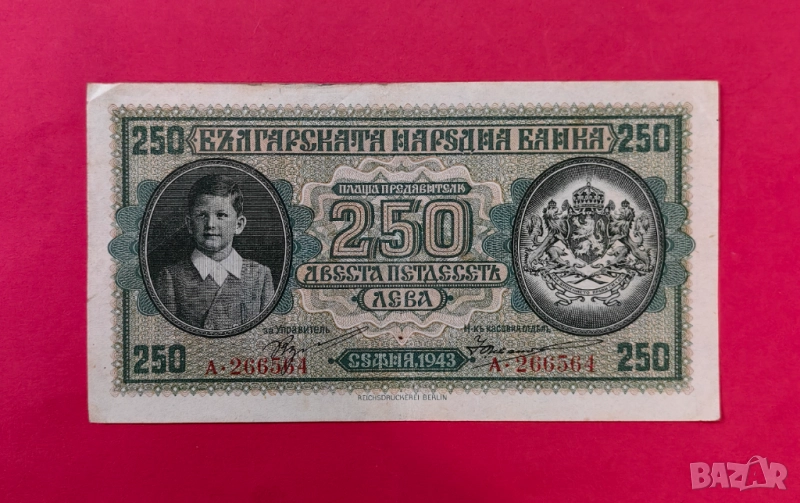 250 БЪЛГАРСКАТА НАРОДНА БАНКА 250
ПЛАЩА ПРЕДЯВИТЕЛЮ
250
ДВЕСТА ПЕТДЕСЕТЬ
ЛЕВА
за Управитель
Н-къ касовия отдѣлъ
250 А·266564 СОФИЯ.1943 А·266564 250
REICHSDRUCKEREI BERLIN
BAZAR